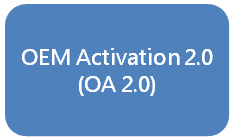 OEM Activation 2.0
(OA 2.0)